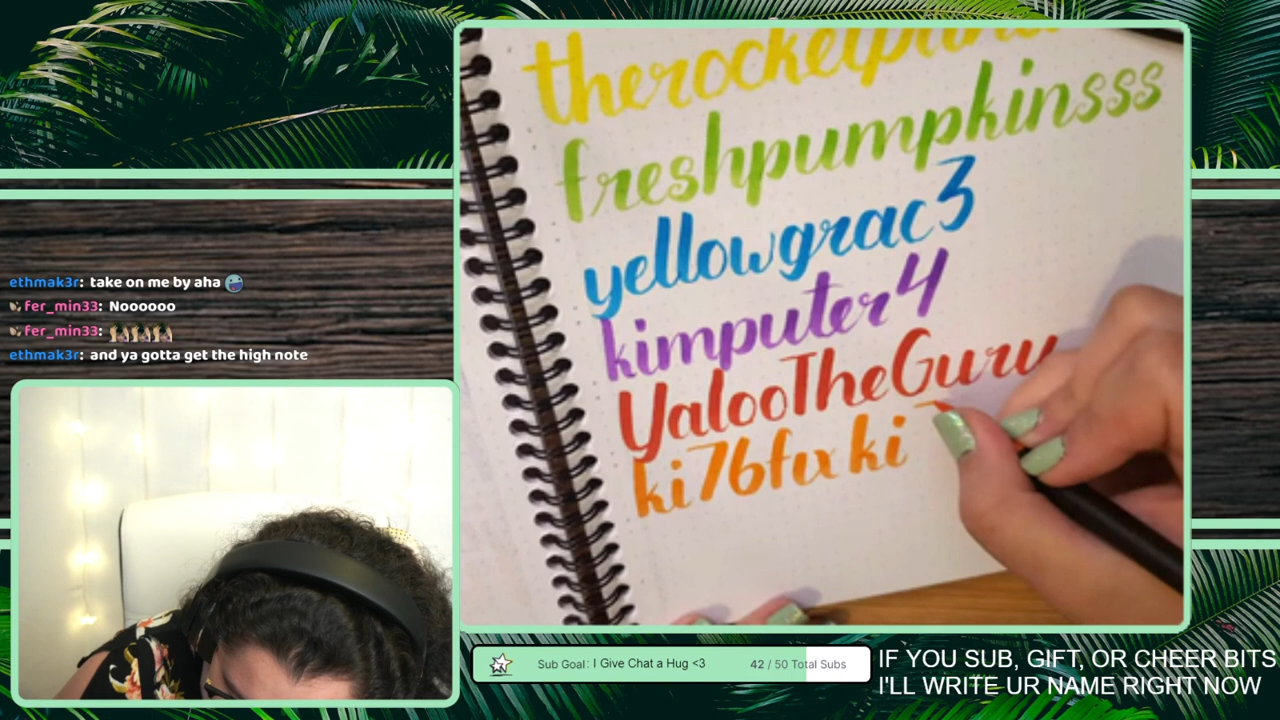 freshpumpkinsss
yellowgrac3
kimputer4
YalooTheGuru
ethmak3r: take on me by aha
fer_min33: Noooooo
fer_min33:
ethmak3r: and ya gotta get the high note
Sub Goal: I Give Chat a Hug <3 42 / 50 Total Subs
IF YOU SUB, GIFT, OR CHEER BITS
I'LL WRITE UR NAME RIGHT NOW